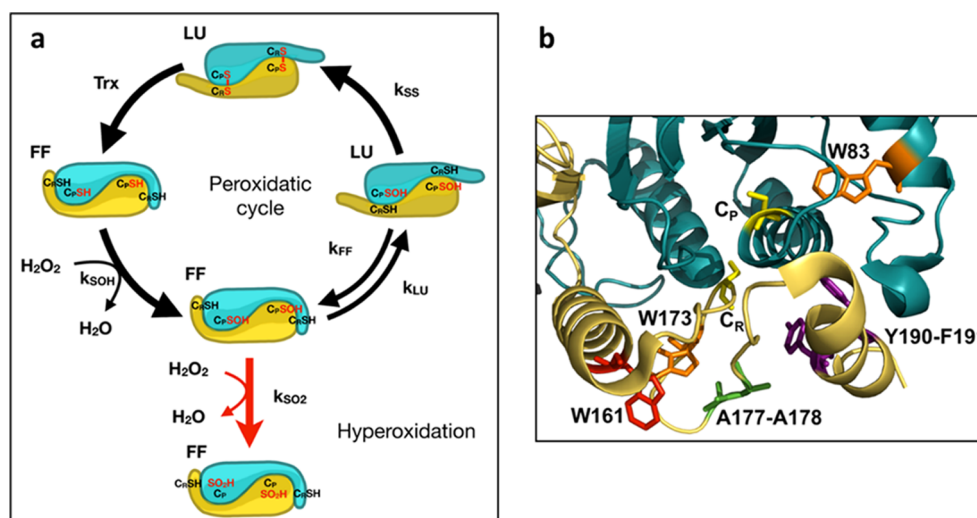 a
LU
CRS
CPS
CPS
CRS
Trx
kSS
FF
LU
CRSH
CPSH
CPSH
CRSH
Peroxidatic
cycle
CRSH
CPSOH
CPSOH
CRSH
H2O2
kSOH
H2O
kFF
kLU
FF
CRSH
CPSOH
CPSOH
CRSH
H2O2
kSO2
H2O
Hyperoxidation
FF
CRSH
SO2H
CP
CP
SO2H
CRSH
b
W83
CP
CR
W173
Y190-F19
W161
A177-A178